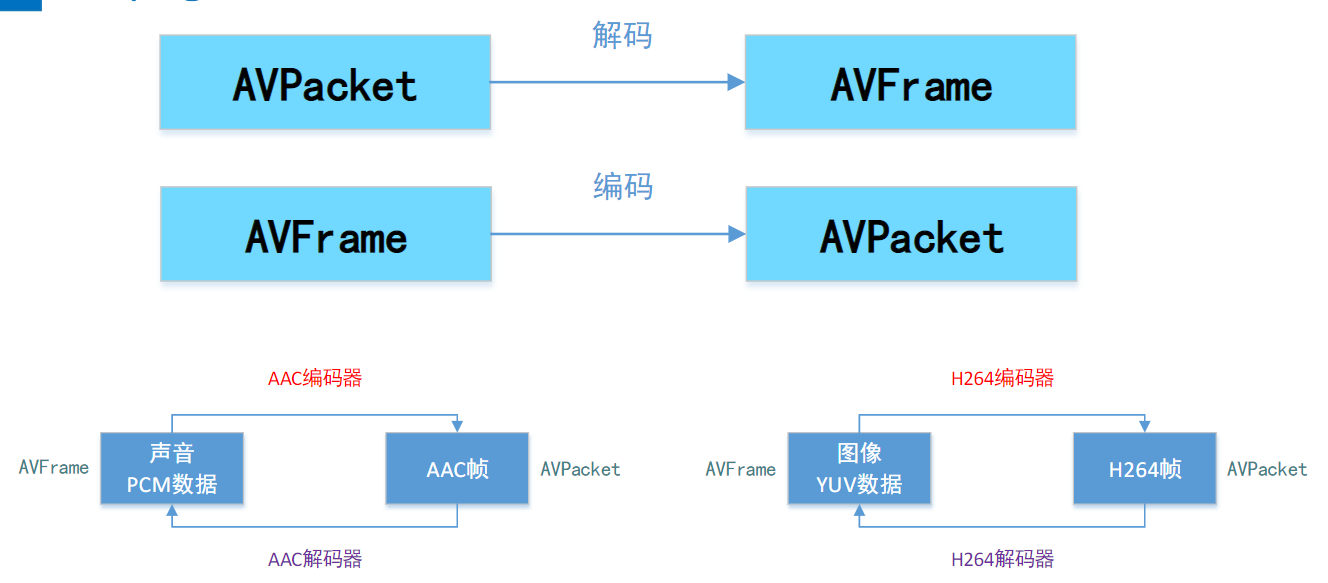 解码
AVPacket
AVFrame
编码
AVFrame
AVPacket
AAC编码器
H264编码器
AVFrame
声音
PCM数据
AAC帧
AVPacket
AVFrame
图像
YUV数据
H264帧
AVPacket
AAC解码器
H264解码器